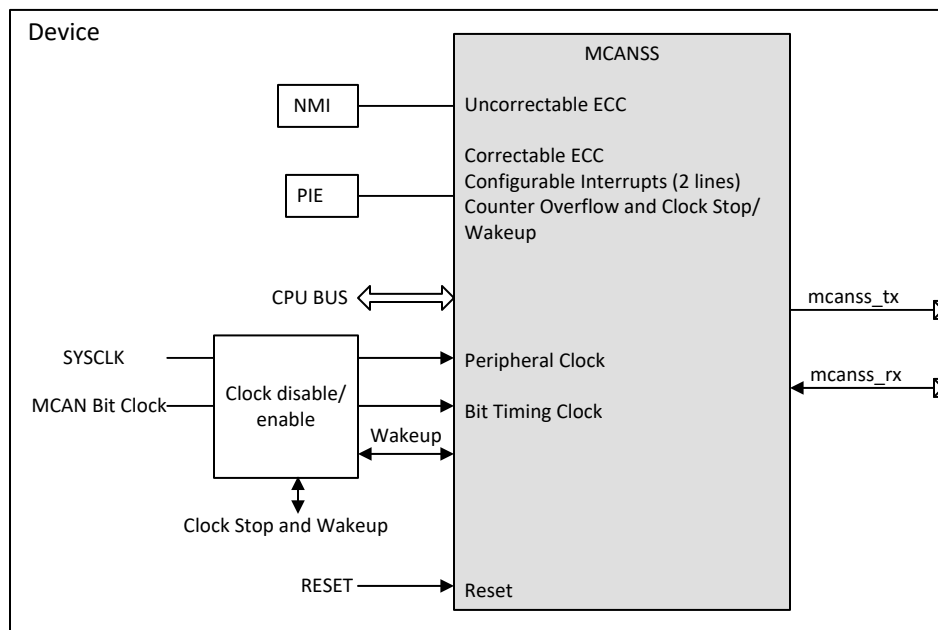 Device
MCANSS
NMI
Uncorrectable ECC
Correctable ECC
PIE
Configurable Interrupts (2 lines)
Counter Overflow and Clock Stop/
Wakeup
CPU BUS
mcanss_tx
SYSCLK
Peripheral Clock
mcanss_rx
MCAN Bit Clock
Clock disable/
enable
Bit Timing Clock
Wakeup
Clock Stop and Wakeup
RESET
Reset